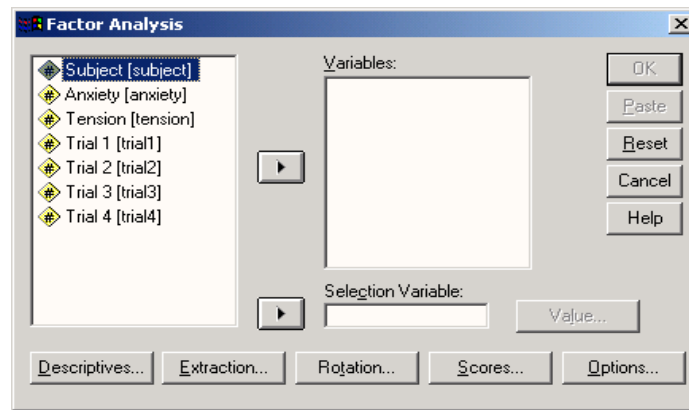 Factor Analysis
Subject [subject]
Anxiety [anxiety]
Tension [tension]
Trial 1 [trial1]
Trial 2 [trial2]
Trial 3 [trial3]
Trial 4 [trial4]
Variables:
OK
Paste
Reset
Cancel
Help
Selection Variable:
Value...
Descriptives...
Extraction...
Rotation...
Scores...
Options...